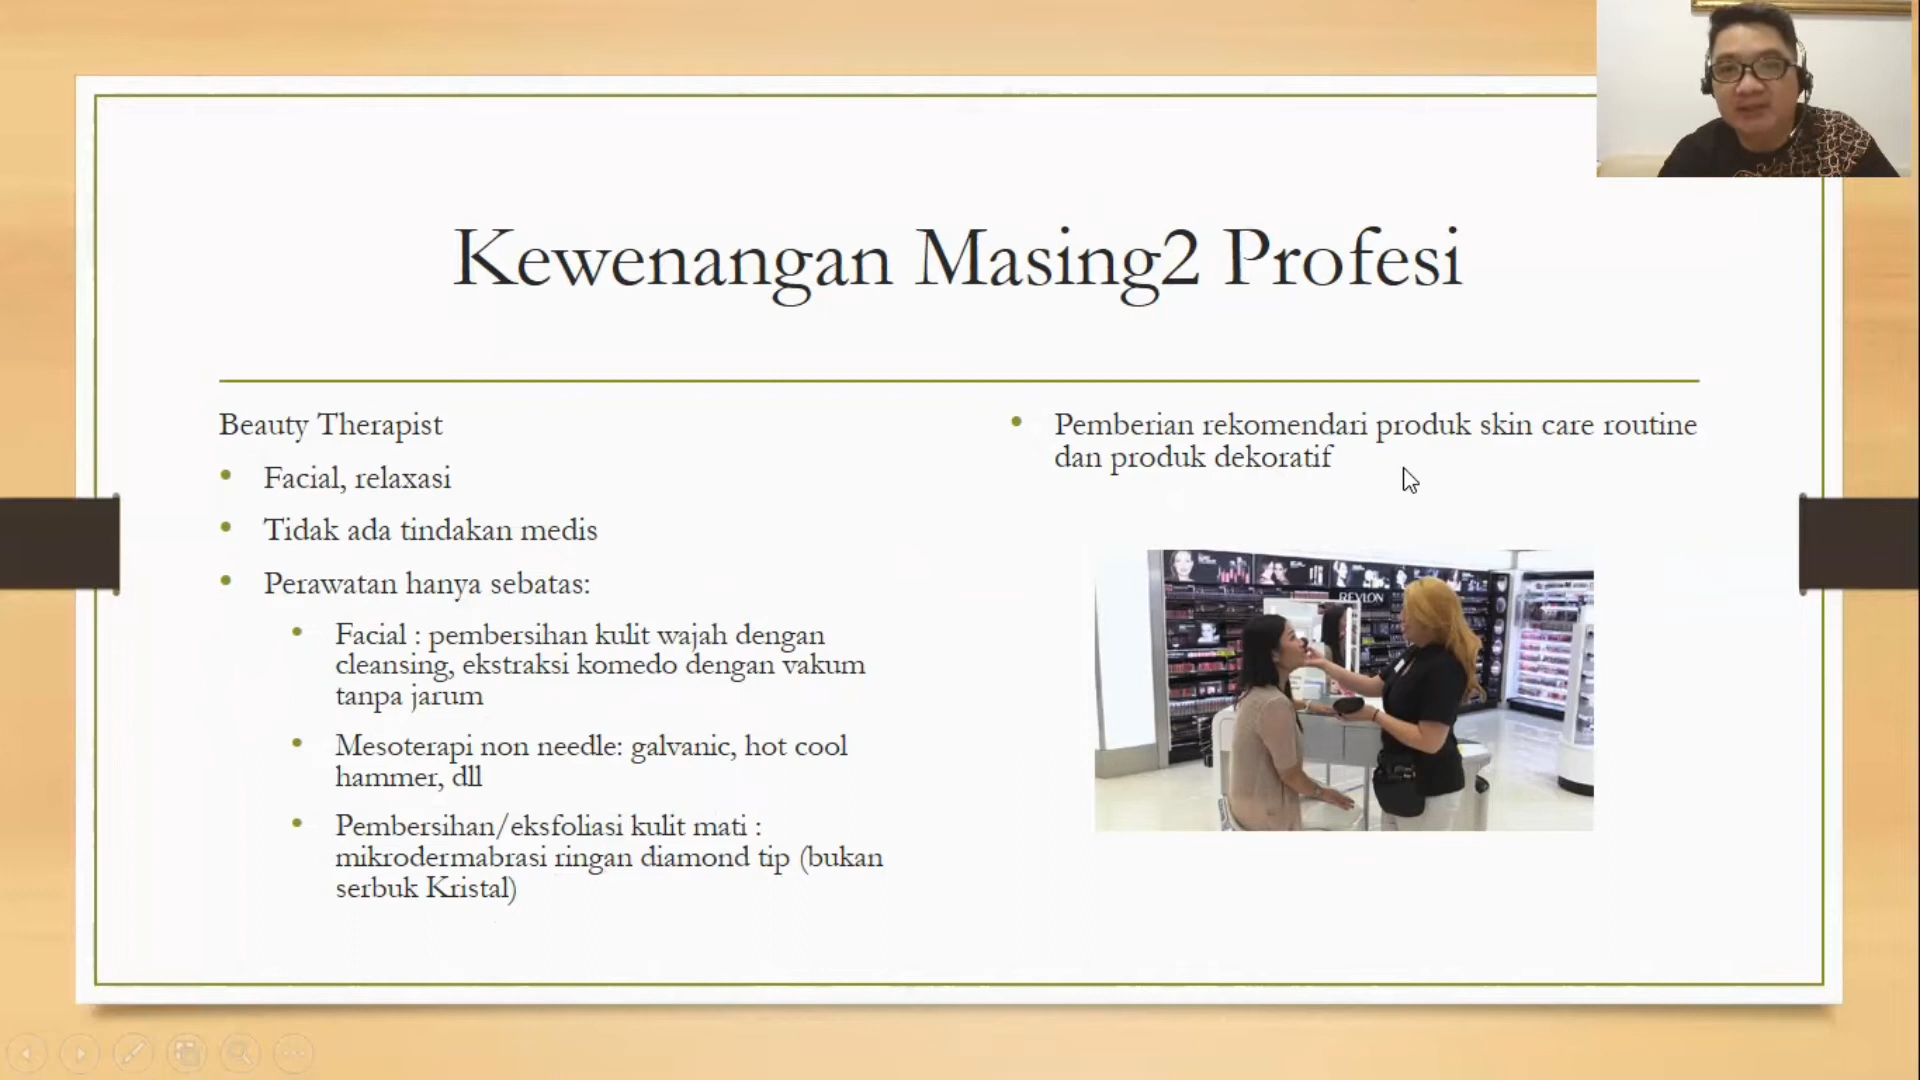 Kewenangan Masing2 Profesi
Beauty Therapist
• Facial, relaxasi
• Tidak ada tindakan medis
• Perawatan hanya sebatas:
• Facial : pembersihan kulit wajah dengan
cleansing, ekstraksi komedo dengan vakum
tanpa jarum
• Mesoterapi non needle: galvanic, hot cool
hammer, dll
• Pembersihan/eksfoliasi kulit mati :
mikrodermabrasi ringan diamond tip (bukan
serbuk Kristal)
• Pemberian rekomendari produk skin care routine
dan produk dekoratif
REVLON